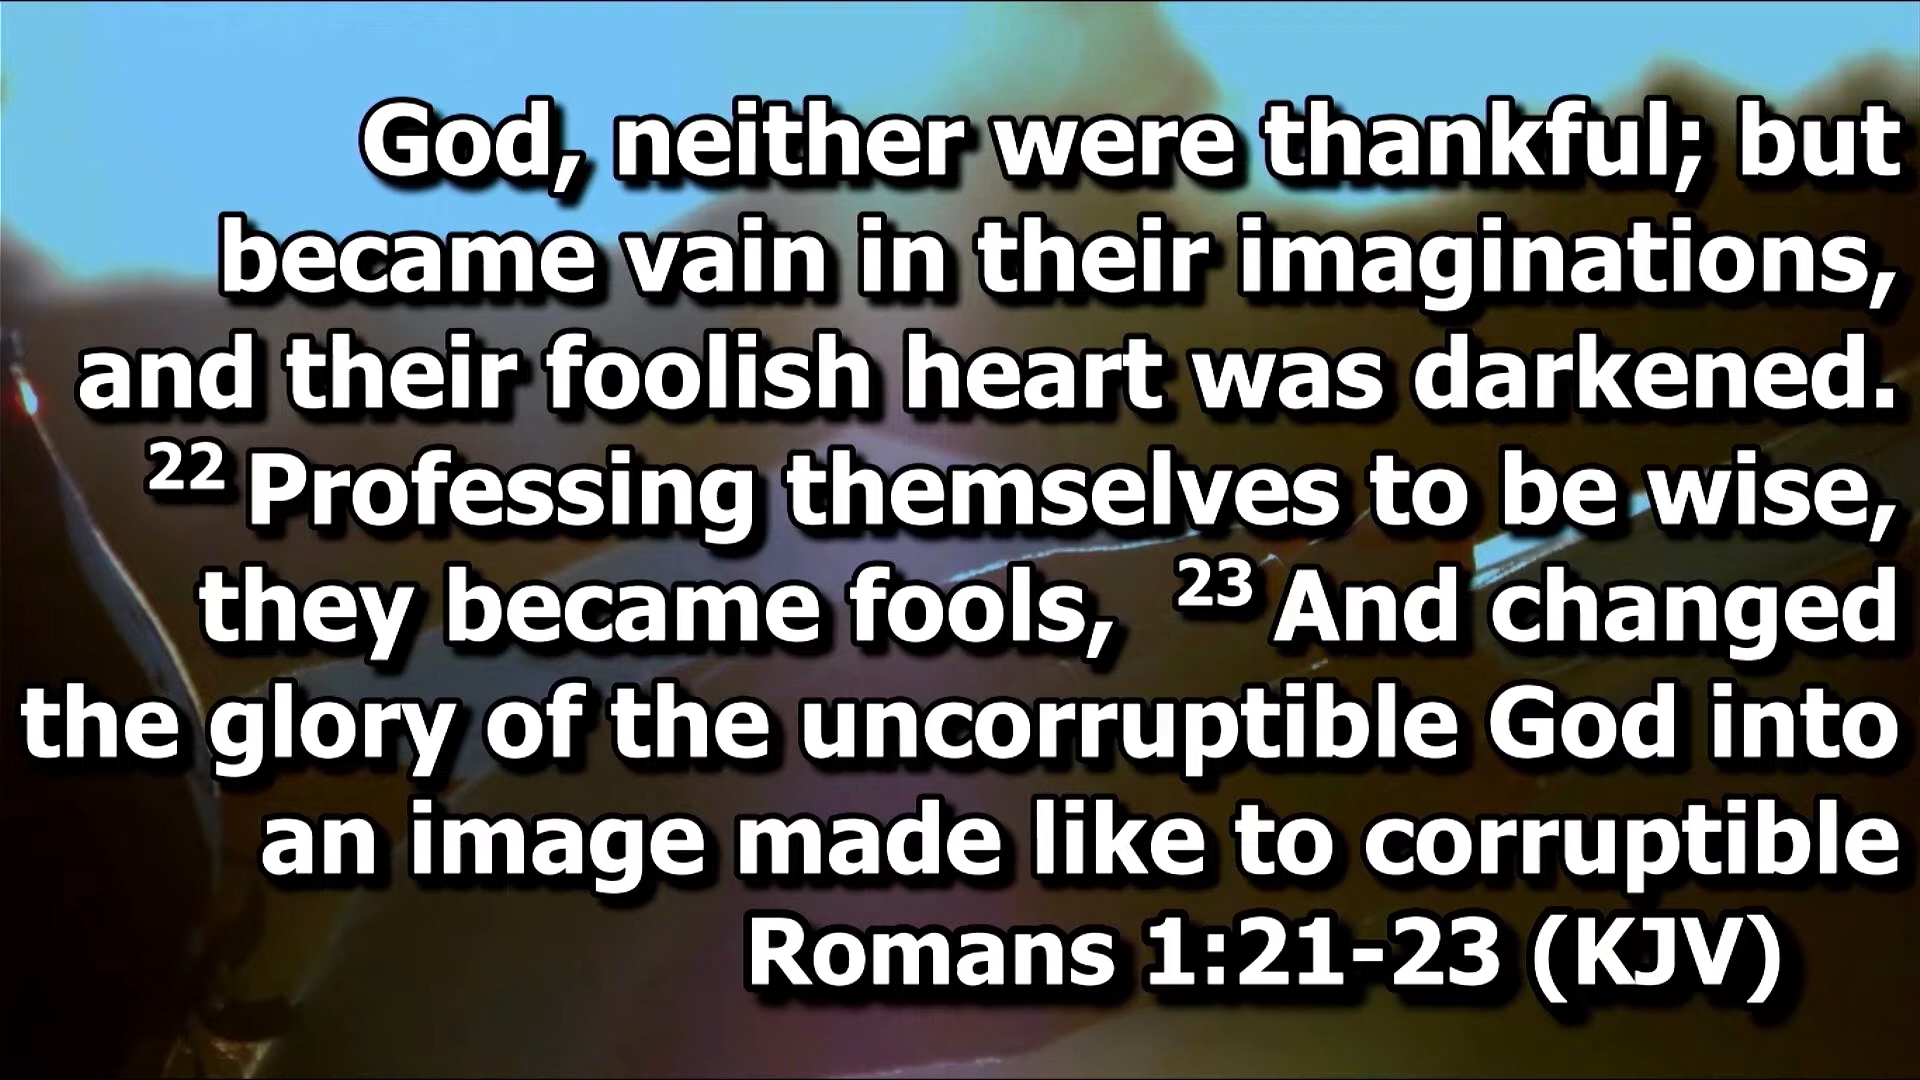 God, neither were thankful; but
became vain in their imaginations,
and their foolish heart was darkened.
22 Professing themselves to be wise,
they became fools, 23 And changed
the glory of the uncorruptible God into
an image made like to corruptible
Romans 1:21-23 (KJV)